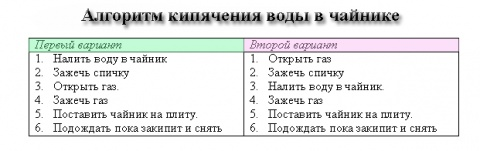 Алгоритм кипячения воды в чайнике
Первый вариант
1. Налить воду в чайник
2. Зажечь спичку
3. Открыть газ.
4. Зажечь газ
5. Поставить чайник на плиту.
6. Подождать пока закипит и снять
Второй вариант
1. Открыть газ
2. Зажечь спичку
3. Налить воду в чайник.
4. Зажечь газ
5. Поставить чайник на плиту.
6. Подождать пока закипит и снять